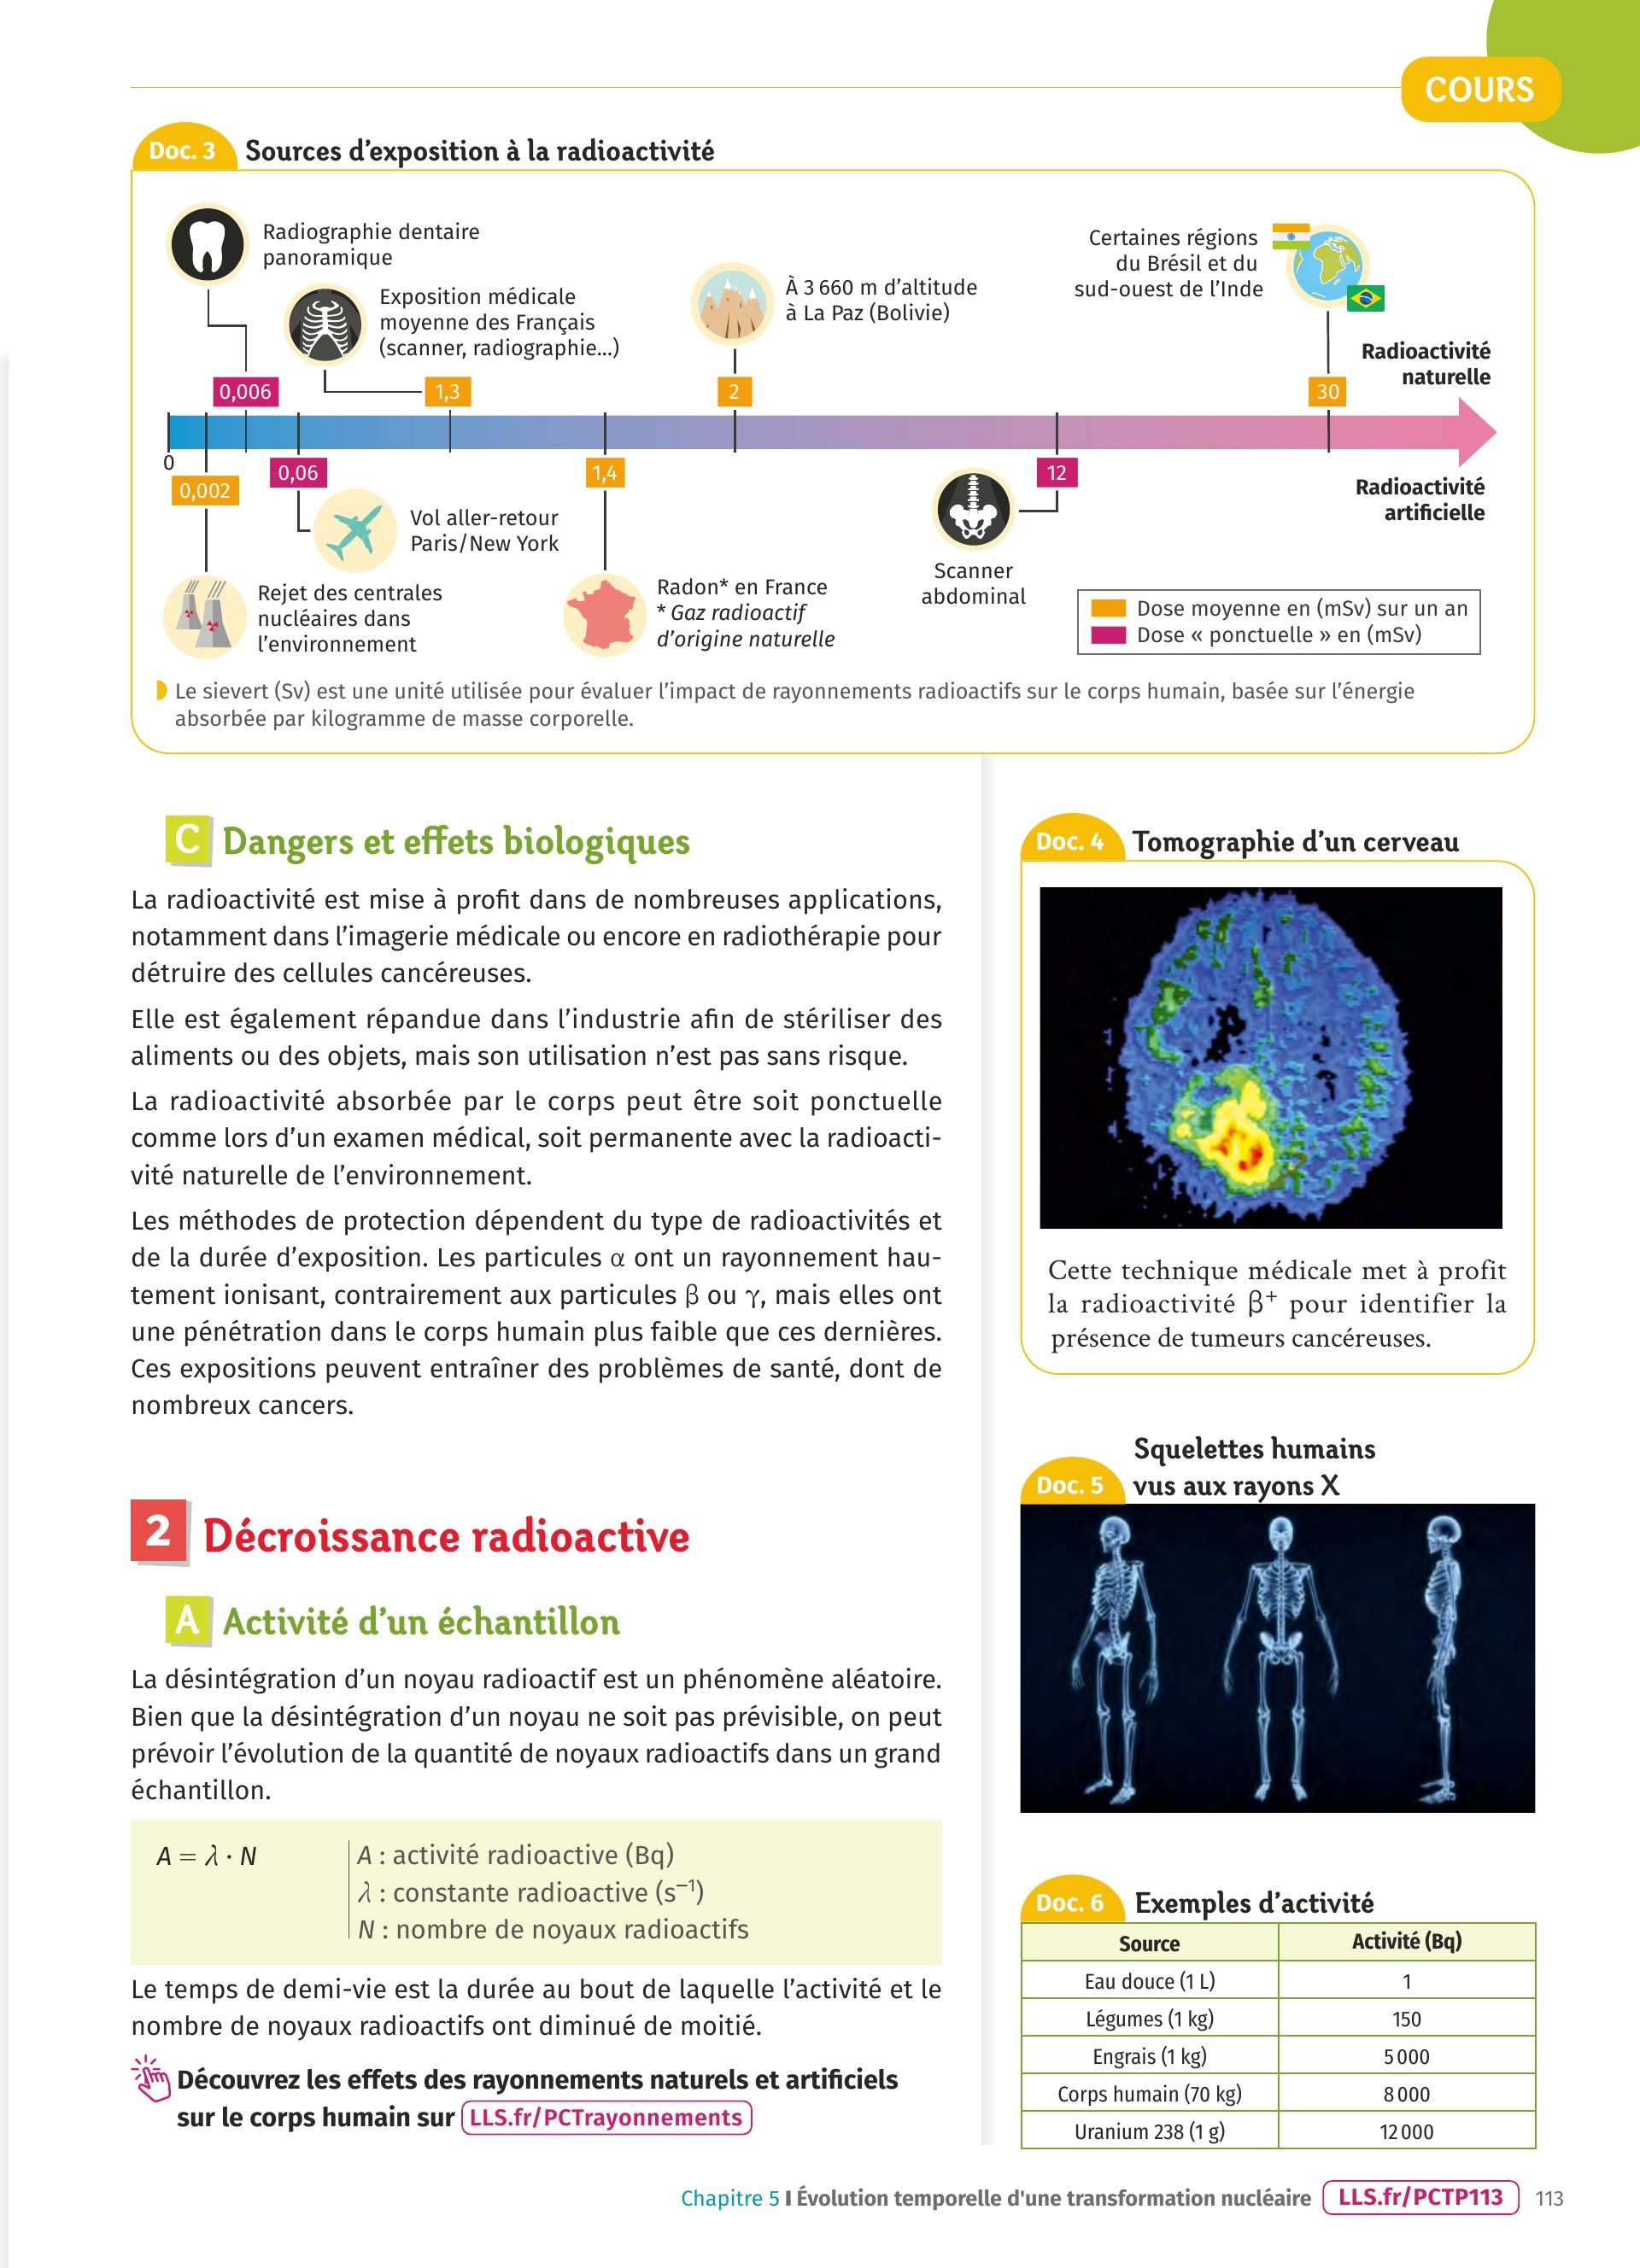 COURS
Doc. 3 Sources d’exposition à la radioactivité
Radiographie dentaire
panoramique
Exposition médicale
moyenne des Français
(scanner, radiographie...)
À 3 660 m d’altitude
à La Paz (Bolivie)
Certaines régions
du Brésil et du
sud-ouest de l’Inde
Radioactivité
naturelle
0,006
1,3
2
30
0
0,002
0,06
1,4
12
Radioactivité
artificielle
Vol aller-retour
Paris/New York
Rejet des centrales
nucléaires dans
l’environnement
Radon* en France
* Gaz radioactif
d’origine naturelle
Scanner
abdominal
Dose moyenne en (mSv) sur un an
Dose « ponctuelle » en (mSv)
Le sievert (Sv) est une unité utilisée pour évaluer l’impact de rayonnements radioactifs sur le corps humain, basée sur l’énergie
absorbée par kilogramme de masse corporelle.
C Dangers et effets biologiques
La radioactivité est mise à profit dans de nombreuses applications,
notamment dans l’imagerie médicale ou encore en radiothérapie pour
détruire des cellules cancéreuses.
Elle est également répandue dans l’industrie afin de stériliser des
aliments ou des objets, mais son utilisation n’est pas sans risque.
La radioactivité absorbée par le corps peut être soit ponctuelle
comme lors d’un examen médical, soit permanente avec la radioacti-
vité naturelle de l’environnement.
Les méthodes de protection dépendent du type de radioactivités et
de la durée d’exposition. Les particules α ont un rayonnement hau-
tement ionisant, contrairement aux particules β ou γ, mais elles ont
une pénétration dans le corps humain plus faible que ces dernières.
Ces expositions peuvent entraîner des problèmes de santé, dont de
nombreux cancers.
2 Décroissance radioactive
A Activité d’un échantillon
La désintégration d’un noyau radioactif est un phénomène aléatoire.
Bien que la désintégration d’un noyau ne soit pas prévisible, on peut
prévoir l’évolution de la quantité de noyaux radioactifs dans un grand
échantillon.
A = λ · N
A : activité radioactive (Bq)
λ : constante radioactive (s⁻¹)
N : nombre de noyaux radioactifs
Le temps de demi-vie est la durée au bout de laquelle l’activité et le
nombre de noyaux radioactifs ont diminué de moitié.
Découvrez les effets des rayonnements naturels et artificiels
sur le corps humain sur LLS.fr/PCTrayonnements
Doc. 4 Tomographie d’un cerveau
Cette technique médicale met à profit
la radioactivité β⁺ pour identifier la
présence de tumeurs cancéreuses.
Squelettes humains
Doc. 5 vus aux rayons X
Doc. 6 Exemples d’activité
Source Activité (Bq)
Eau douce (1 L) 1
Légumes (1 kg) 150
Engrais (1 kg) 5 000
Corps humain (70 kg) 8 000
Uranium 238 (1 g) 12 000
Chapitre 5 I Évolution temporelle d'une transformation nucléaire LLS.fr/PCTP113 113